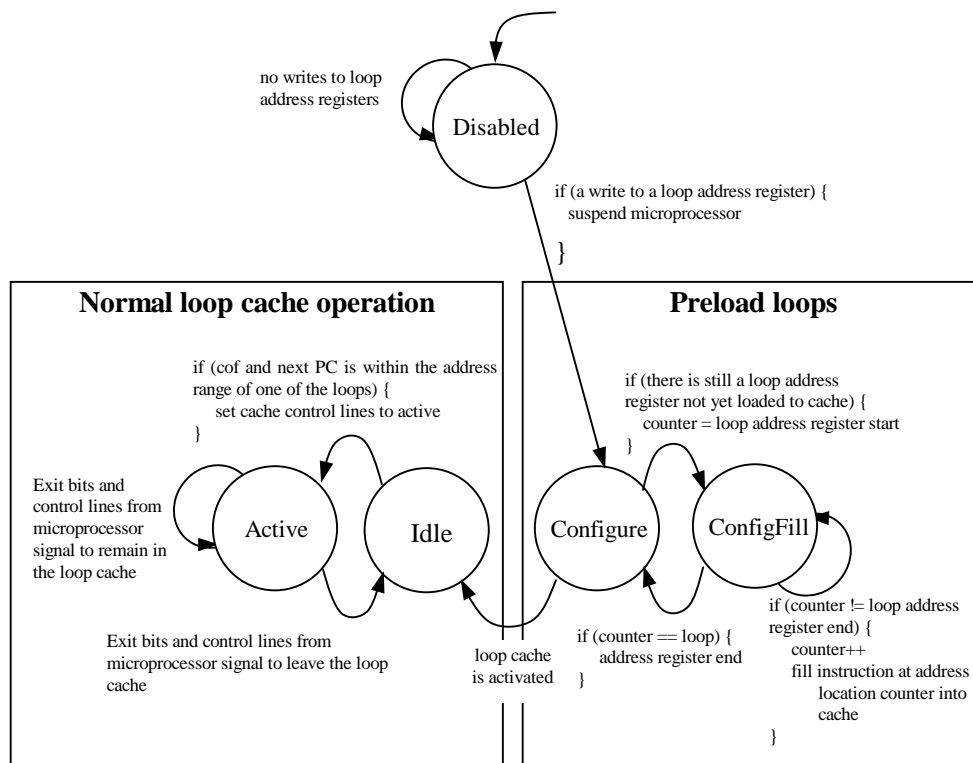 no writes to loop
address registers
Disabled
if (a write to a loop address register) {
suspend microprocessor
}
Normal loop cache operation
if (cof and next PC is within the address
range of one of the loops) {
set cache control lines to active
}
Exit bits and
control lines from
microprocessor
signal to remain in
the loop cache
Active
Idle
Exit bits and control lines from
microprocessor signal to leave the loop
cache
loop cache
is activated
Preload loops
if (there is still a loop address
register not yet loaded to cache) {
counter = loop address register start
}
Configure
ConfigFill
if (counter == loop) {
address register end
}
if (counter != loop address
register end) {
counter++
fill instruction at address
location counter into
cache
}